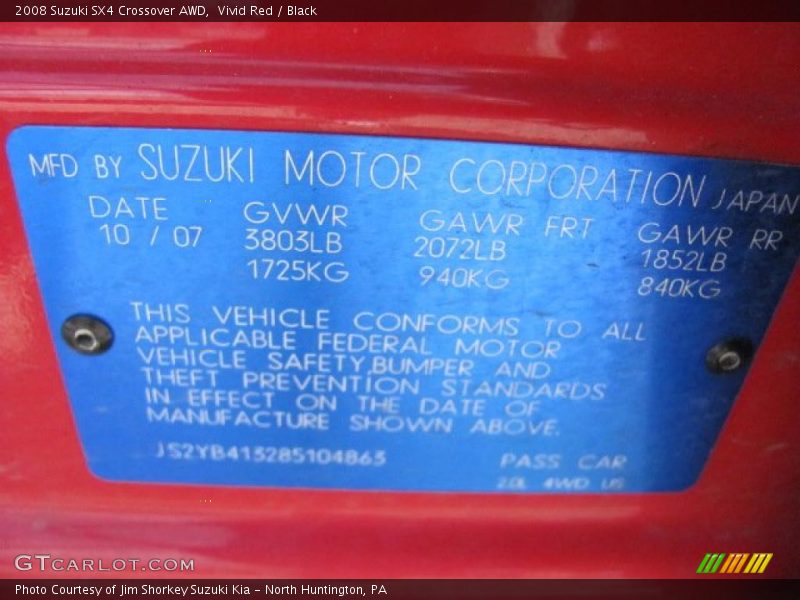 2008 Suzuki SX4 Crossover AWD, Vivid Red / Black
MFD BY SUZUKI MOTOR CORPORATION JAPAN
DATE GVWR GAWR FRT GAWR RR
10 / 07 3803LB 2072LB 1852LB
1725KG 940KG 840KG
THIS VEHICLE CONFORMS TO ALL
APPLICABLE FEDERAL MOTOR
VEHICLE SAFETY,BUMPER AND
THEFT PREVENTION STANDARDS
IN EFFECT ON THE DATE OF
MANUFACTURE SHOWN ABOVE.
JS2YB413285104863 PASS CAR
2.0L 4WD US
GTCARLOT.COM
Photo Courtesy of Jim Shorkey Suzuki Kia - North Huntington, PA